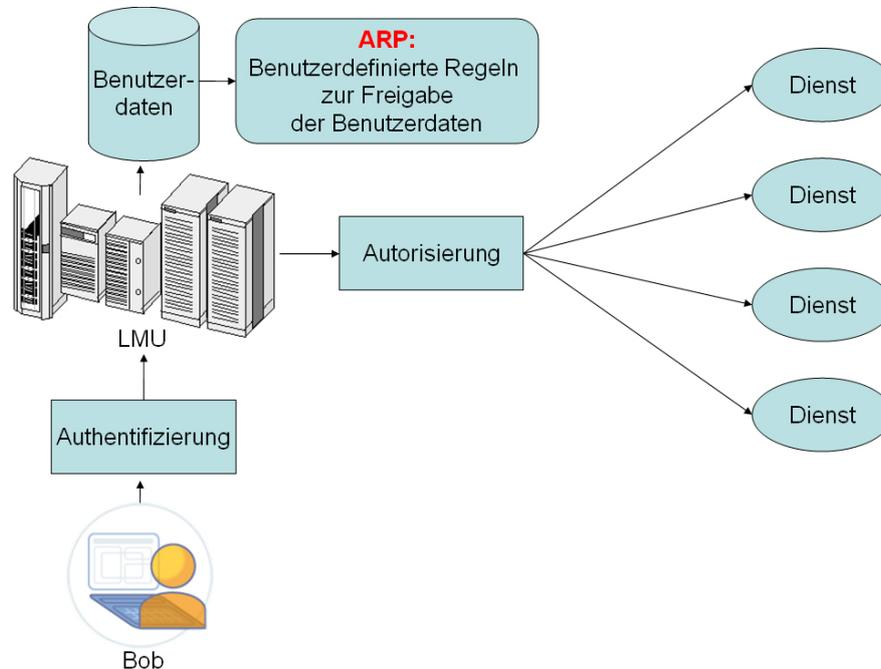 Benutzer-
daten
ARP:
Benutzerdefinierte Regeln
zur Freigabe
der Benutzerdaten
Dienst
Dienst
Autorisierung
Dienst
LMU
Dienst
Authentifizierung
Bob